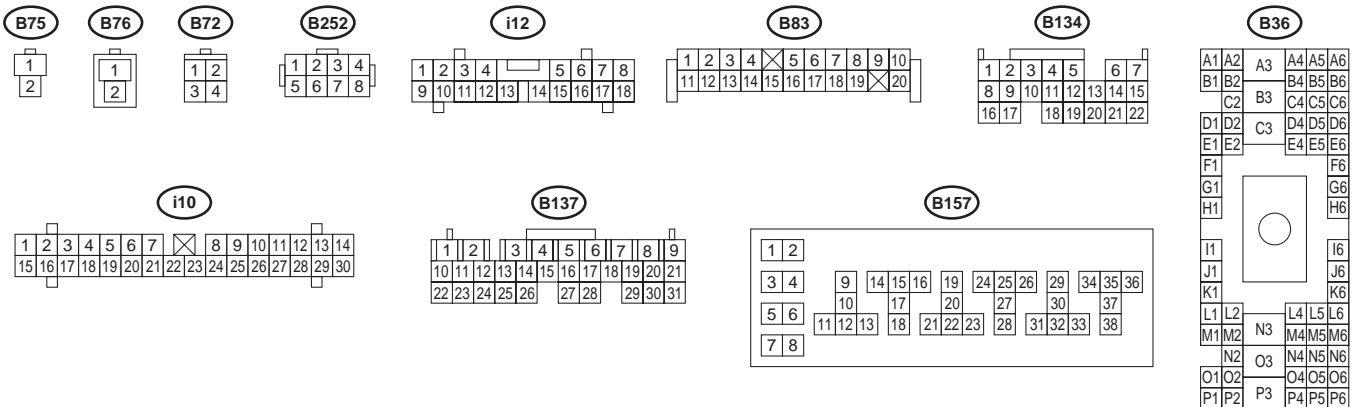 B75 B76 B72 B252 i12 B83 B134 B36
1
2
1
2
1 2
3 4
1 2 3 4
5 6 7 8
1 2 3 4 5 6 7 8
9 10 11 12 13 14 15 16 17 18
1 2 3 4 5 6 7 8 9 10
11 12 13 14 15 16 17 18 19 20
1 2 3 4 5 6 7
8 9 10 11 12 13 14 15
16 17 18 19 20 21 22
A1 A2 A3 A4 A5 A6
B1 B2 B3 B4 B5 B6
C2 C3 C4 C5 C6
D1 D2 D4 D5 D6
E1 E2 E4 E5 E6
F1 F6
G1 G6
H1 H6
I1 I6
J1 J6
K1 K6
L1 L2 L4 L5 L6
M1 M2 N3 M4 M5 M6
N2 O3 N4 N5 N6
O1 O2 O4 O5 O6
P1 P2 P3 P4 P5 P6
i10 B137 B157
1 2 3 4 5 6 7 8 9 10 11 12 13 14
15 16 17 18 19 20 21 22 23 24 25 26 27 28 29 30
1 2 3 4 5 6 7 8 9
10 11 12 13 14 15 16 17 18 19 20 21
22 23 24 25 26 27 28 29 30 31
1 2
3 4
5 6
7 8
9 14 15 16 19 24 25 26 29 34 35 36
10 17 20 27 30 37
11 12 13 18 21 22 23 28 31 32 33 38